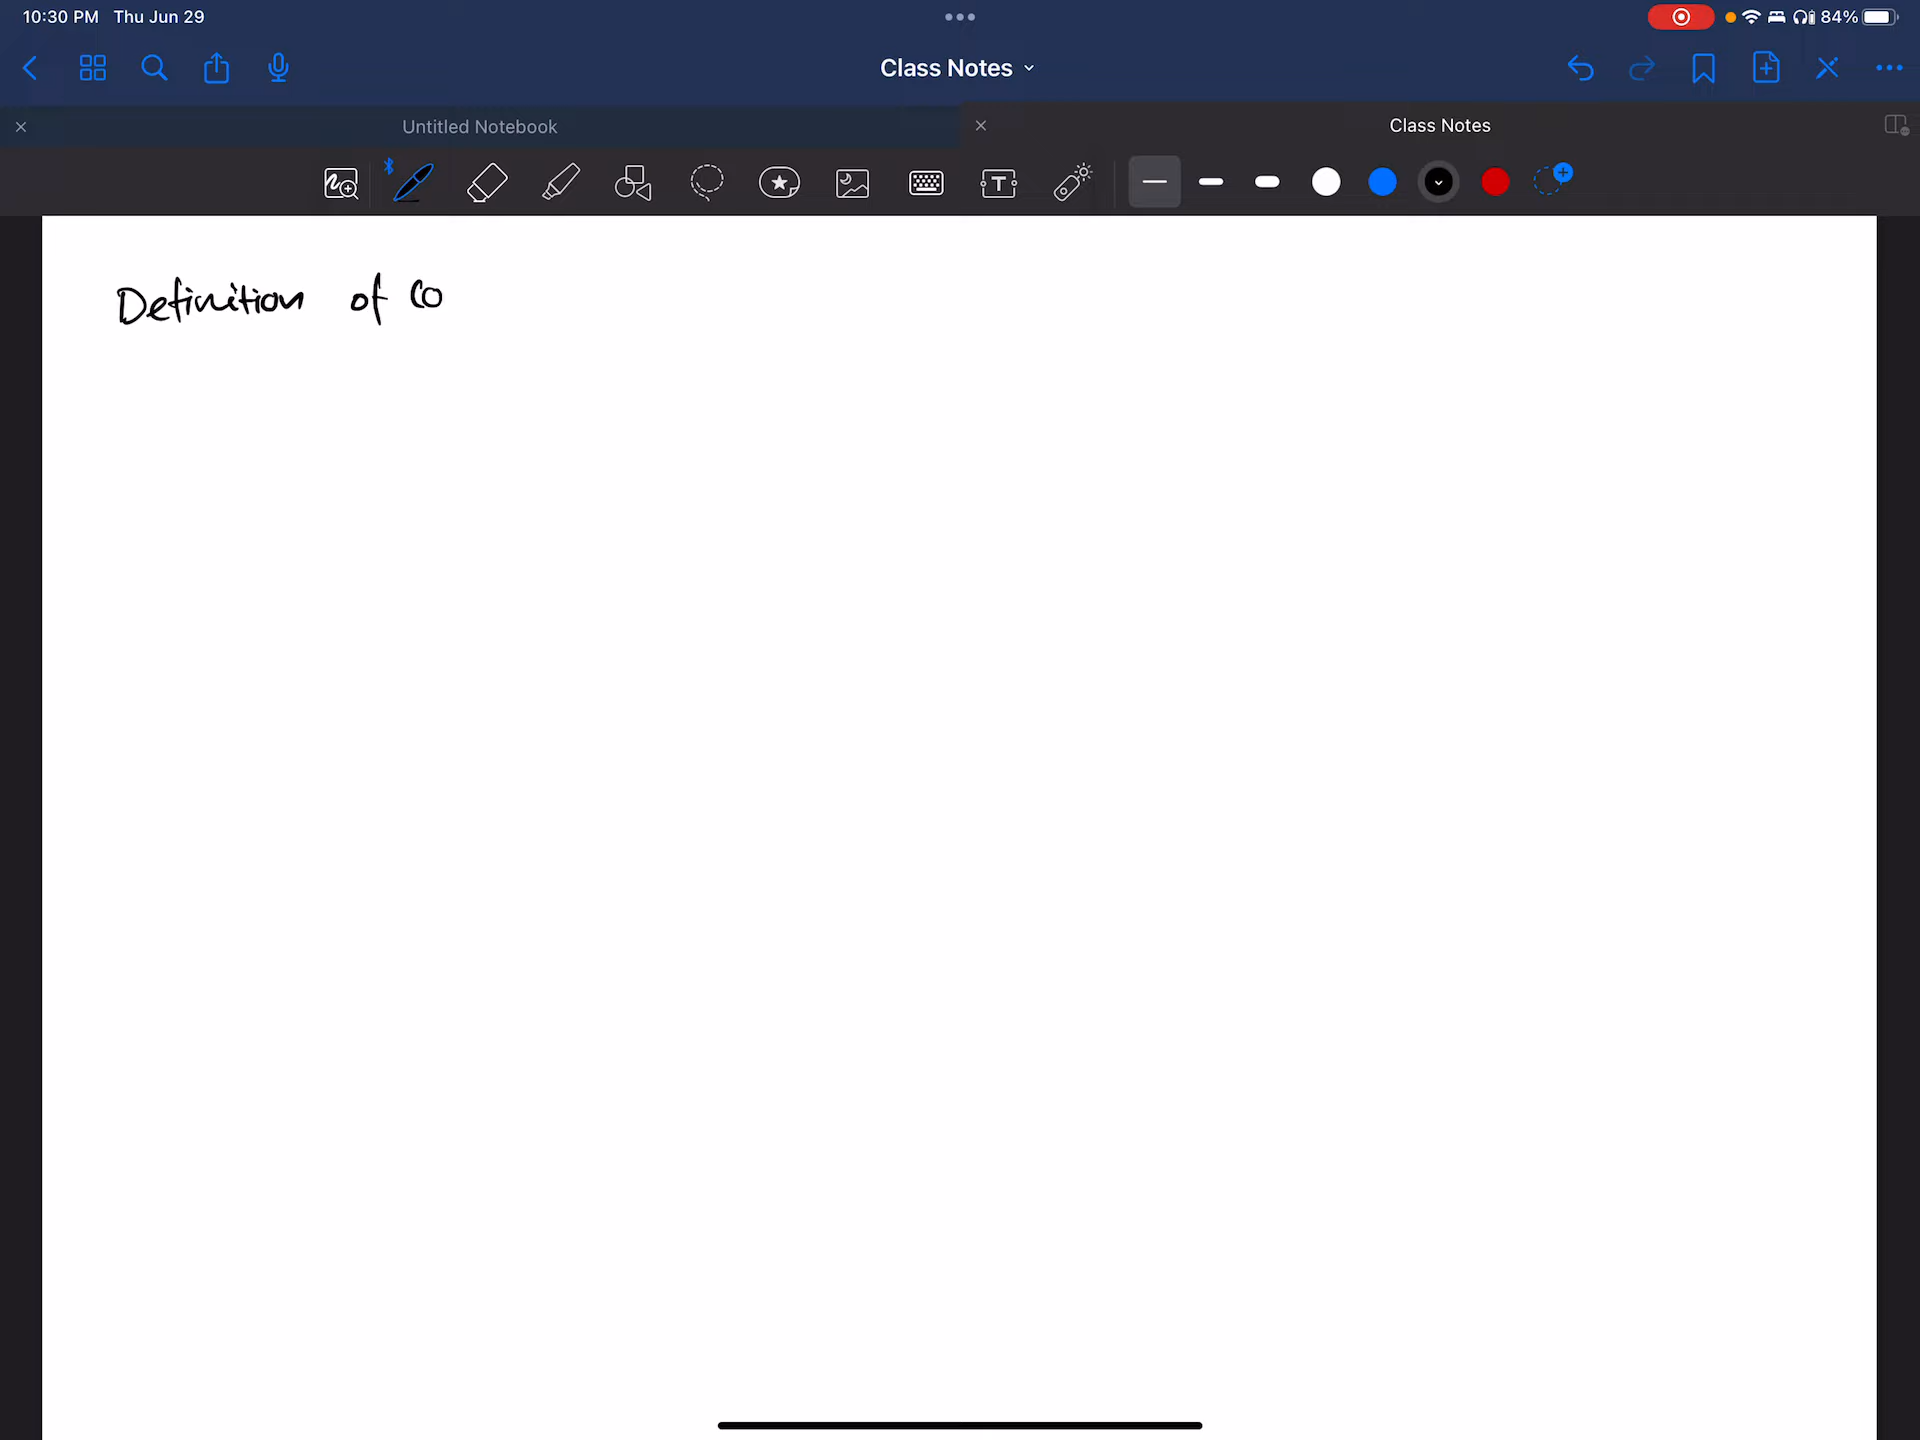 10:30 PM Thu Jun 29
84%
Class Notes
Untitled Notebook
Class Notes
T
Definition of Co